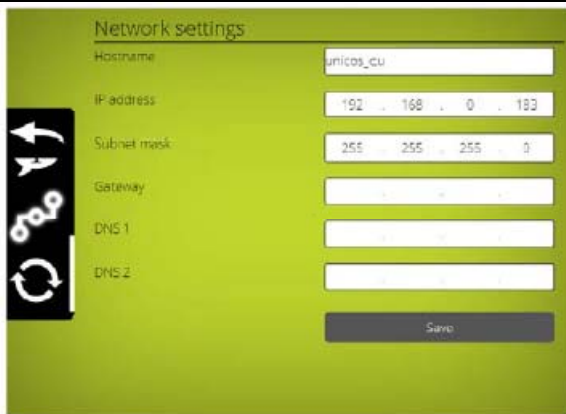 Network settings
Hostname
unicos_cu
IP address
192 . 168 . 0 . 183
Subnet mask
255 . 255 . 255 . 0
Gateway
. . .
DNS 1
. . .
DNS 2
. . .
Save